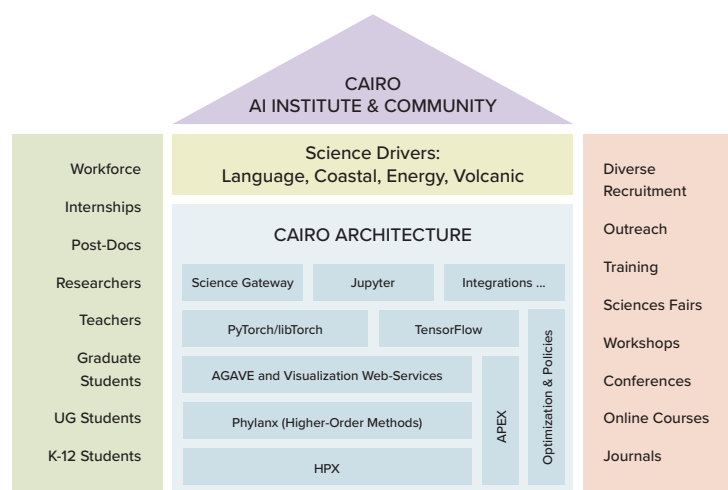 CAIRO
AI INSTITUTE & COMMUNITY
Science Drivers:
Language, Coastal, Energy, Volcanic
Workforce
Internships
Post-Docs
Researchers
Teachers
Graduate
Students
UG Students
K-12 Students
CAIRO ARCHITECTURE
Science Gateway
Jupyter
Integrations ...
PyTorch/libTorch
TensorFlow
AGAVE and Visualization Web-Services
Phylanx (Higher-Order Methods)
HPX
APEX
Optimization & Policies
Diverse
Recruitment
Outreach
Training
Sciences Fairs
Workshops
Conferences
Online Courses
Journals